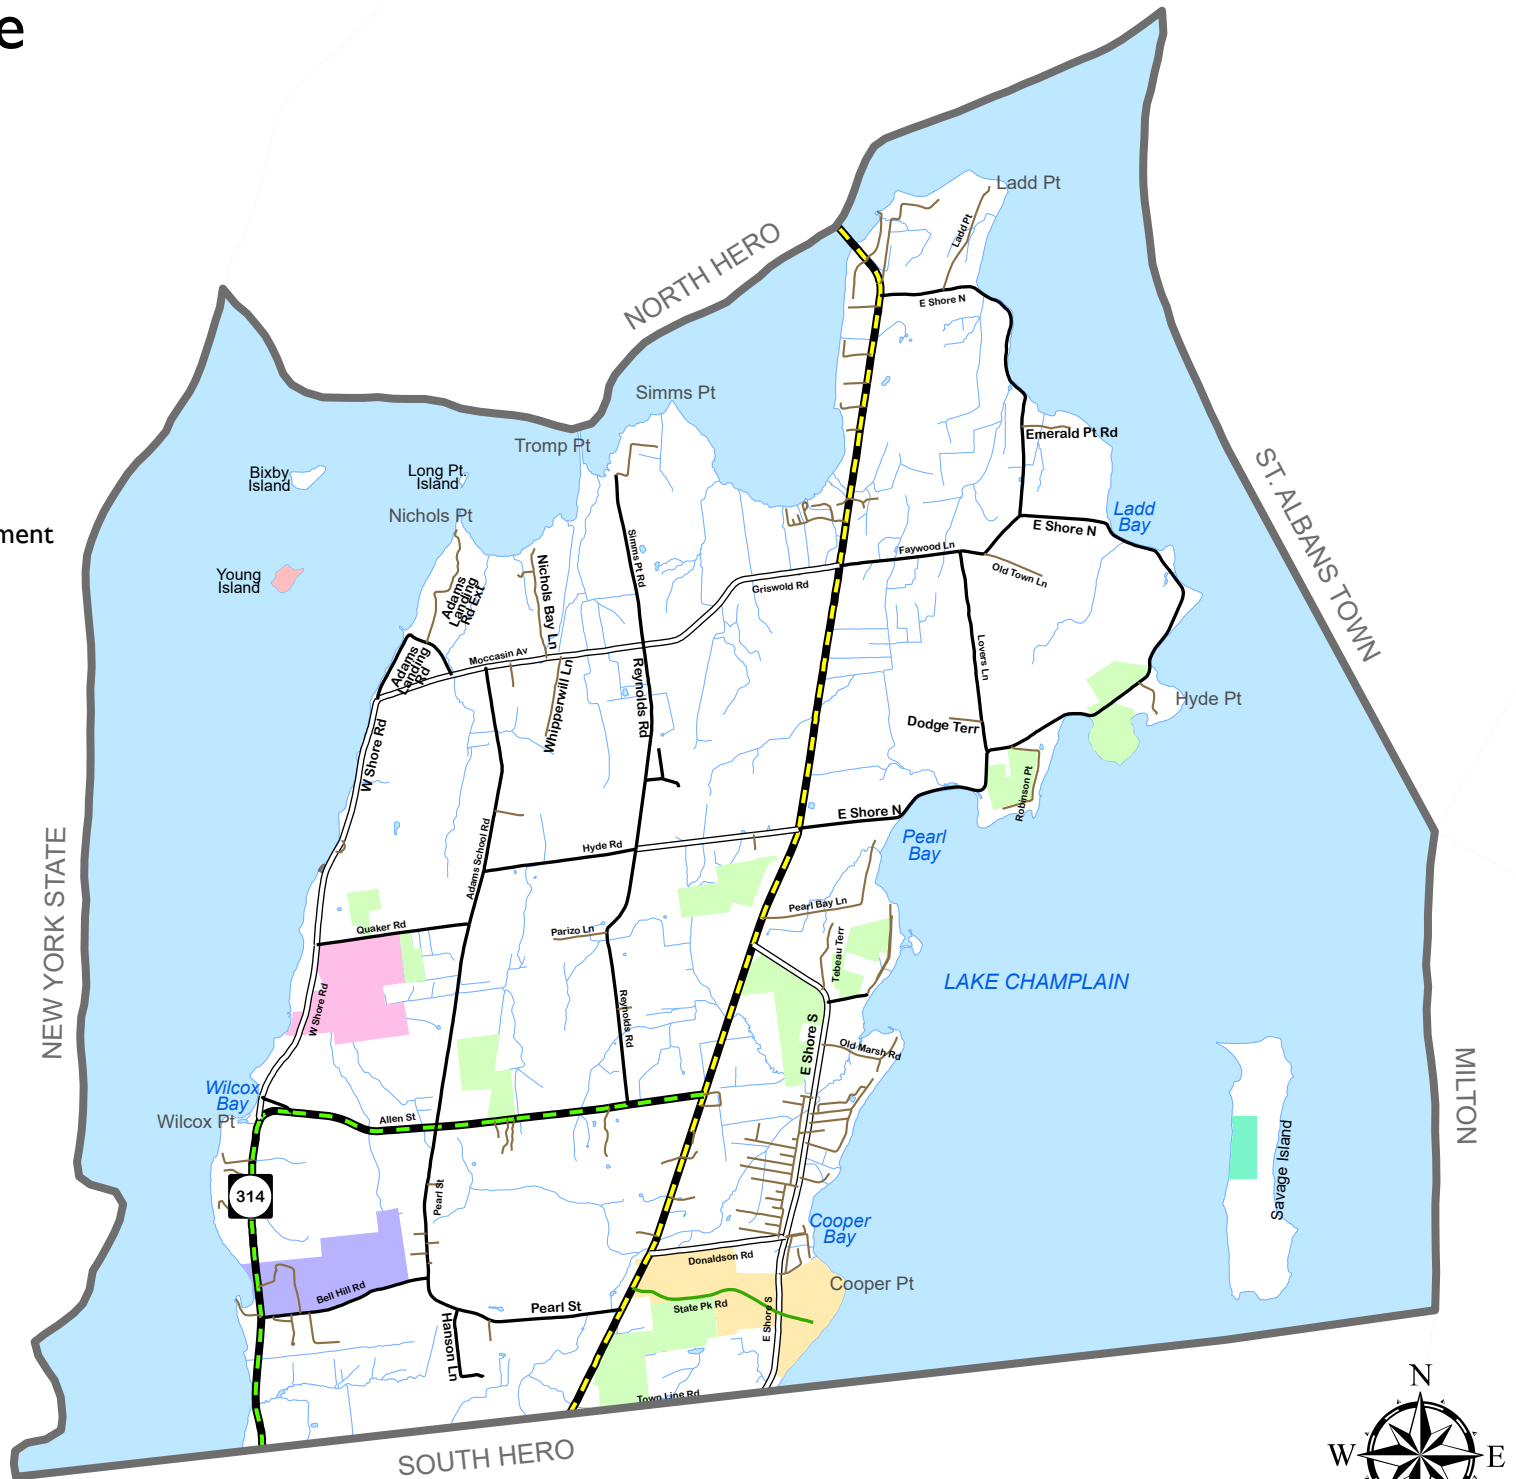 e
Ladd Pt
Ladd Pt
NORTH HERO
E Shore N
Simms Pt
Tromp Pt
Emerald Pt Rd
Bixby
Island
Long Pt.
Island
Nichols Pt
Ladd
Bay
E Shore N
ST. ALBANS TOWN
ment
Faywood Ln
Old Town Ln
Simms Pt Rd
Griswold Rd
Young
Island
Adams
Landing
Rd Ext
Nichols Bay Ln
Adams
Landing
Rd
Moccasin Av
Lovers Ln
Whipperwill Ln
Reynolds Rd
Hyde Pt
Dodge Terr
W Shore Rd
Robinson Pt
E Shore N
Pearl
Bay
Hyde Rd
Adams School Rd
Pearl Bay Ln
Quaker Rd
Parizo Ln
Tebeau Terr
NEW YORK STATE
LAKE CHAMPLAIN
W Shore Rd
Reynolds Rd
E Shore S
Old Marsh Rd
Wilcox
Bay
Wilcox Pt
Allen St
MILTON
Savage Island
314
Pearl St
Cooper
Bay
Donaldson Rd
Cooper Pt
Bell Hill Rd
Pearl St
State Pk Rd
E Shore S
Hanson Ln
Town Line Rd
SOUTH HERO
N
W
E